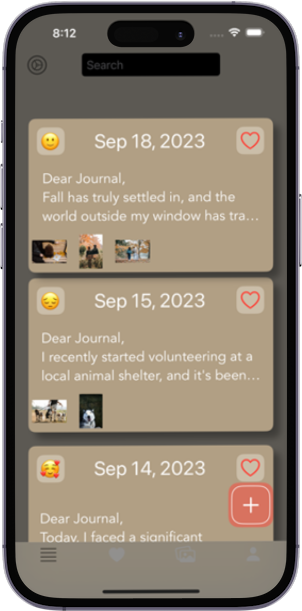 8:12
Search
Sep 18, 2023
Dear Journal,
Fall has truly settled in, and the
world outside my window has tra...
Sep 15, 2023
Dear Journal,
I recently started volunteering at a
local animal shelter, and it's been...
Sep 14, 2023
Dear Journal,
Today, I faced a significant